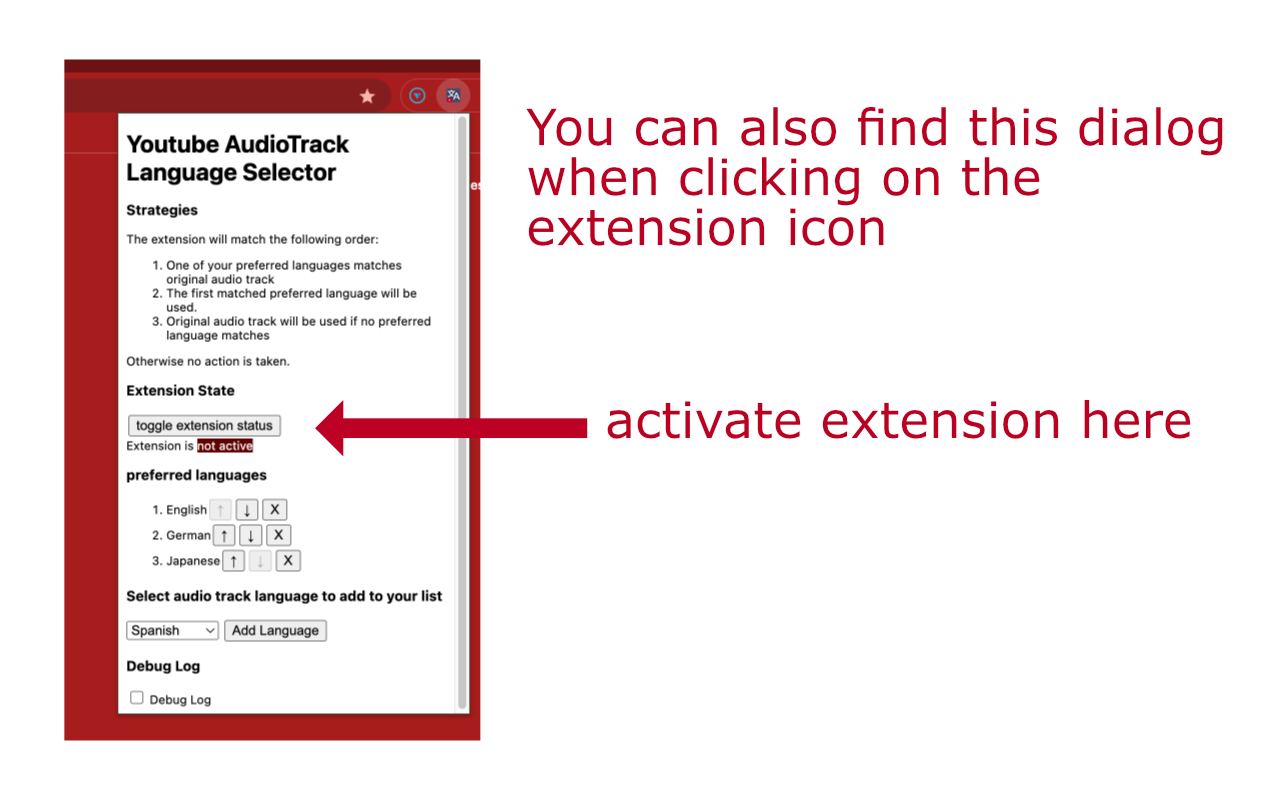 You can also find this dialog
when clicking on the
extension icon
Youtube AudioTrack
Language Selector
Strategies
The extension will match the following order:
1. One of your preferred languages matches
original audio track
2. The first matched preferred language will be
used.
3. Original audio track will be used if no preferred
language matches
Otherwise no action is taken.
Extension State
toggle extension status
Extension is not active
activate extension here
preferred languages
1. English ↑ ↓ X
2. German ↑ ↓ X
3. Japanese ↑ ↓ X
Select audio track language to add to your list
Spanish Add Language
Debug Log
Debug Log